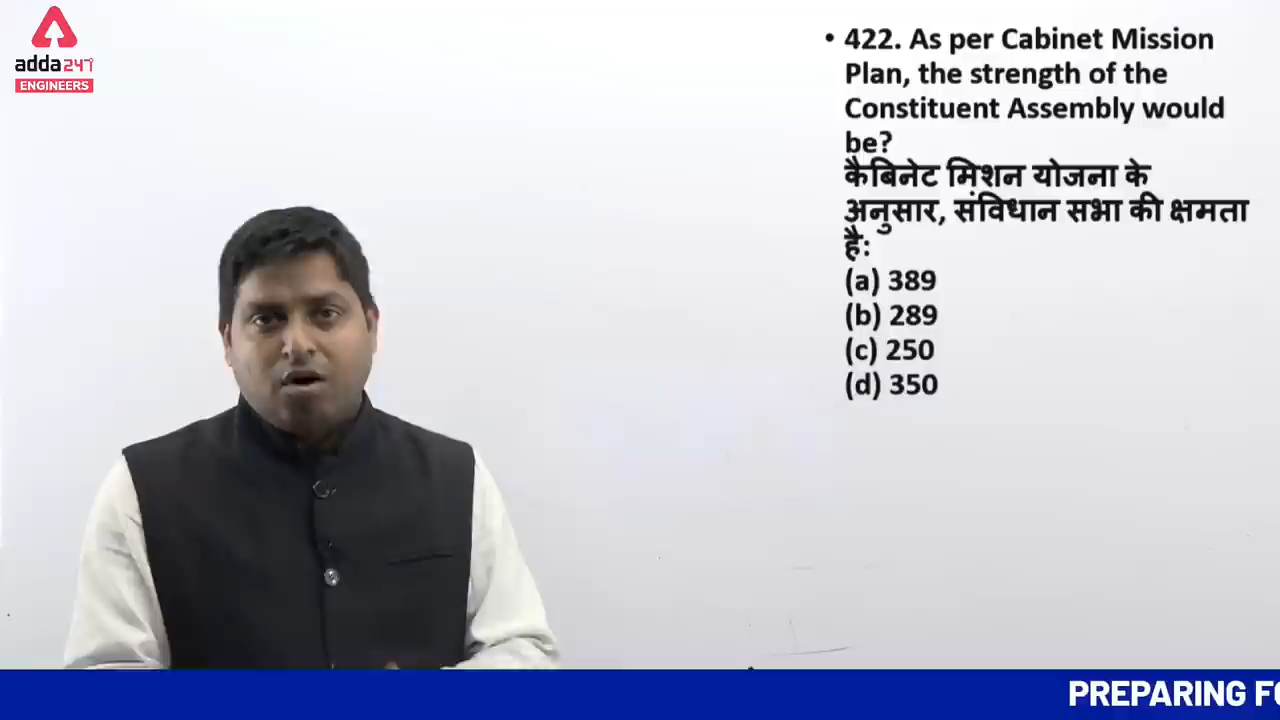 adda247
ENGINEERS
• 422. As per Cabinet Mission
Plan, the strength of the
Constituent Assembly would
be?
कैबिनेट मिशन योजना के
अनुसार, संविधान सभा की क्षमता
है:
(a) 389
(b) 289
(c) 250
(d) 350
PREPARING FO